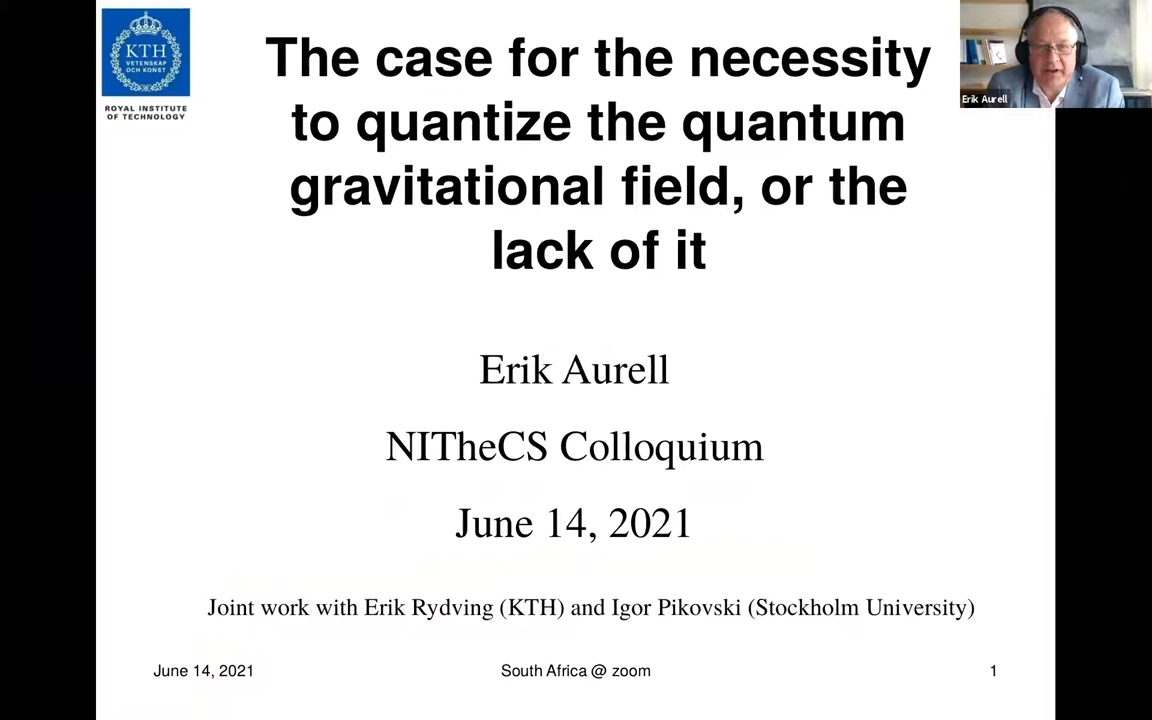 KTH
VETENSKAP
OCH KONST
ROYAL INSTITUTE
OF TECHNOLOGY
The case for the necessity
to quantize the quantum
gravitational field, or the
lack of it
Erik Aurell
Erik Aurell
NITheCS Colloquium
June 14, 2021
Joint work with Erik Rydving (KTH) and Igor Pikovski (Stockholm University)
June 14, 2021
South Africa @ zoom
1